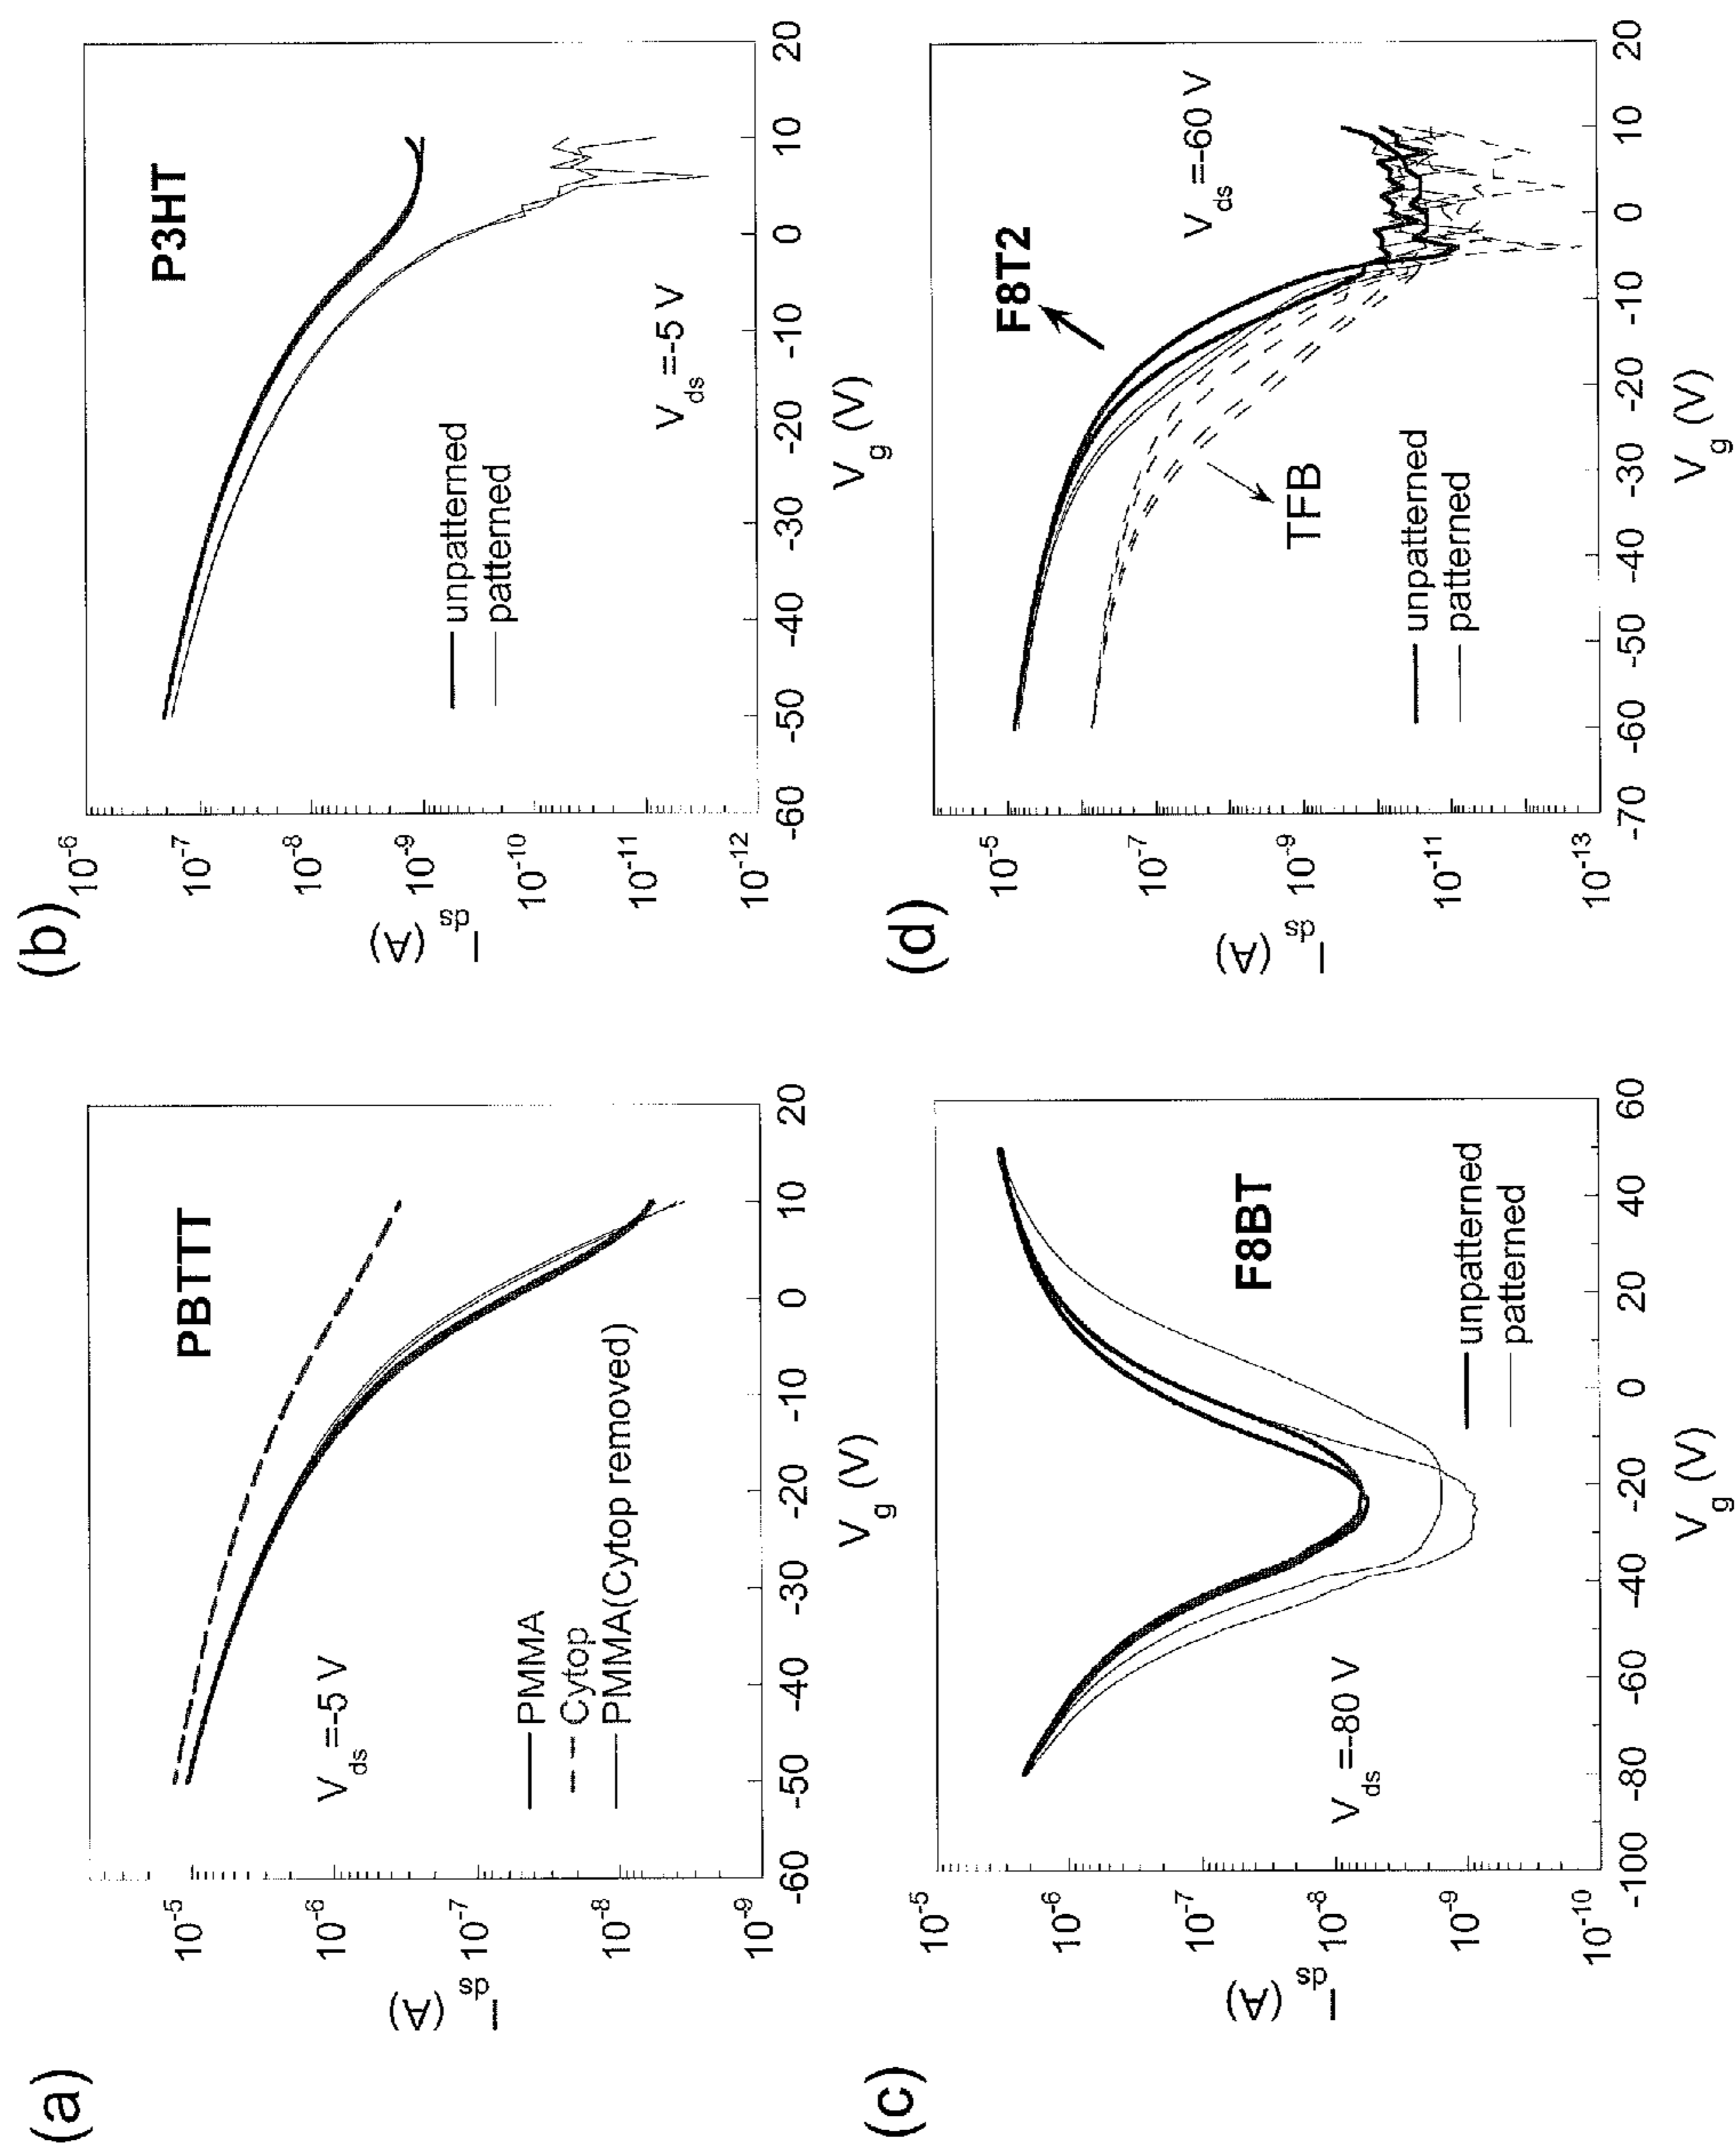 (a)
PBTTT
V_ds =-5 V
PMMA
Cytop
PMMA(Cytop removed)
I_ds (A)
10^-5
10^-6
10^-7
10^-8
10^-9
-60 -50 -40 -30 -20 -10 0 10 20
V_g (V)
(b)
P3HT
unpatterned
patterned
V_ds =-5 V
I_ds (A)
10^-6
10^-7
10^-8
10^-9
10^-10
10^-11
10^-12
-60 -50 -40 -30 -20 -10 0 10 20
V_g (V)
(c)
F8BT
V_ds =-80 V
unpatterned
patterned
I_ds (A)
10^-5
10^-6
10^-7
10^-8
10^-9
10^-10
-100 -80 -60 -40 -20 0 20 40 60
V_g (V)
(d)
F8T2
V_ds =-60 V
TFB
unpatterned
patterned
I_ds (A)
10^-5
10^-7
10^-9
10^-11
10^-13
-70 -60 -50 -40 -30 -20 -10 0 10 20
V_g (V)